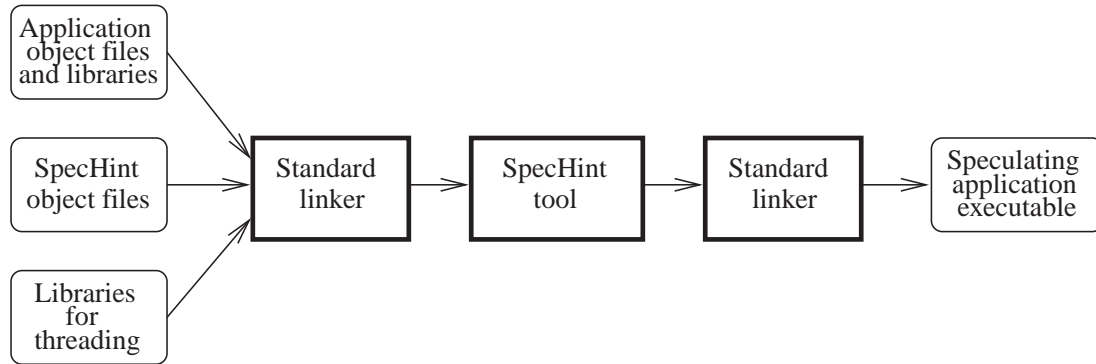 Application
object files
and libraries
SpecHint
object files
Libraries
for
threading
Standard
linker
SpecHint
tool
Standard
linker
Speculating
application
executable